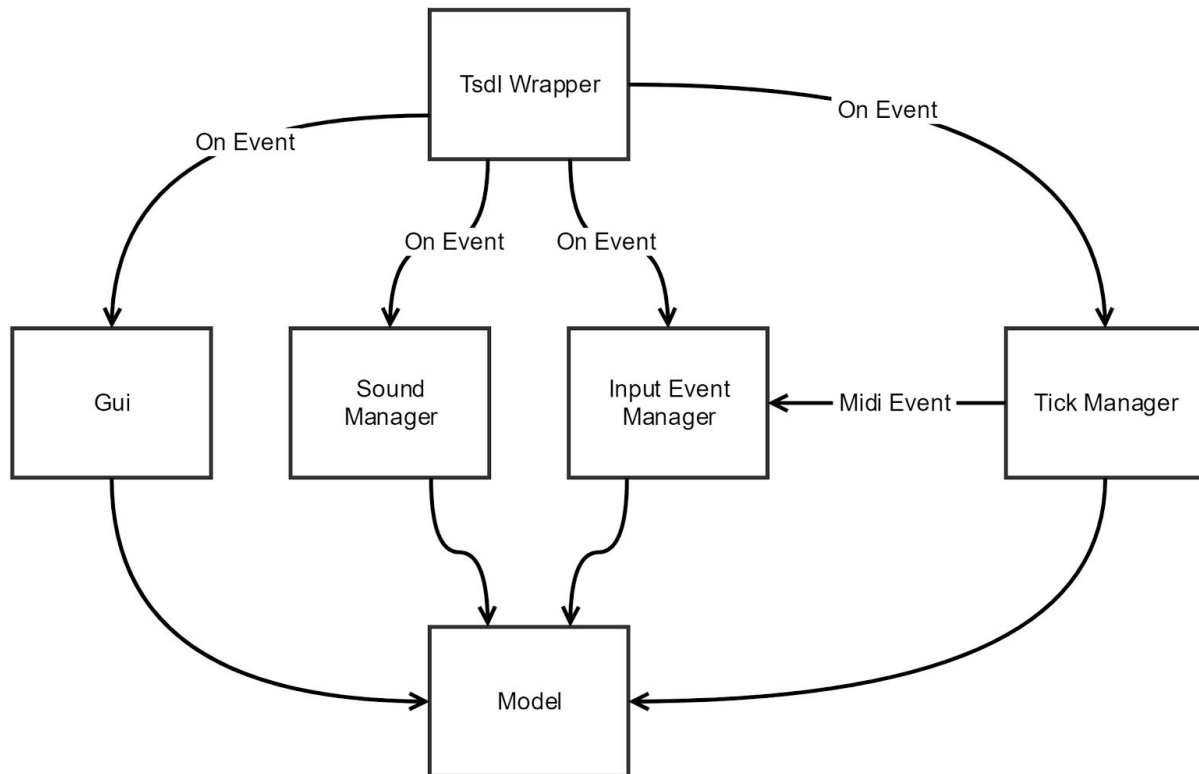 Tsdl Wrapper
On Event
On Event
On Event
On Event
Gui
Sound
Manager
Input Event
Manager
Midi Event
Tick Manager
Model